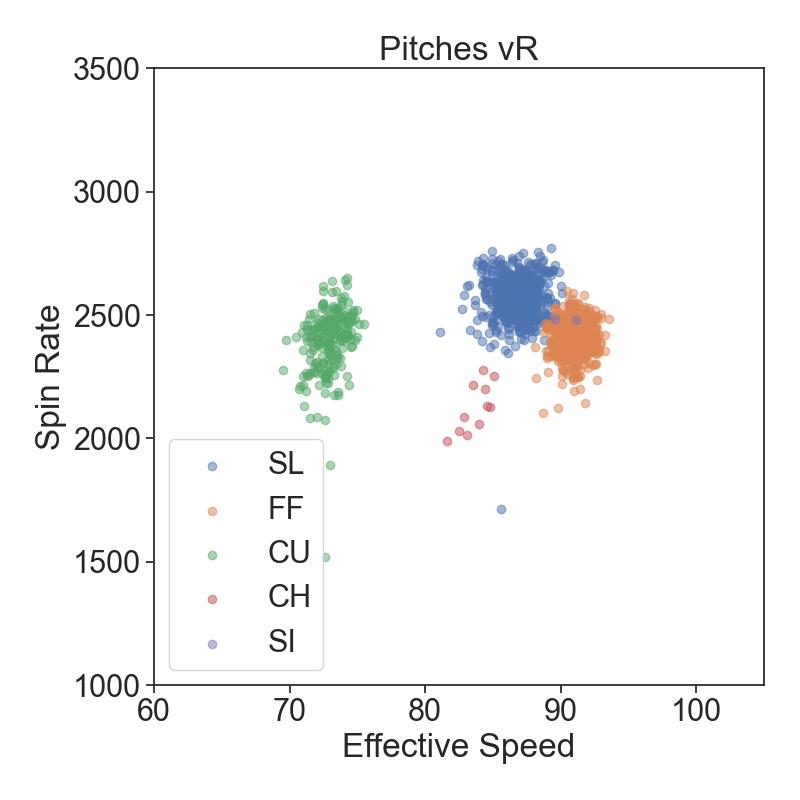 Pitches vR
3500
3000
2500
2000
1500
1000
Spin Rate
SL
FF
CU
CH
SI
60 70 80 90 100
Effective Speed